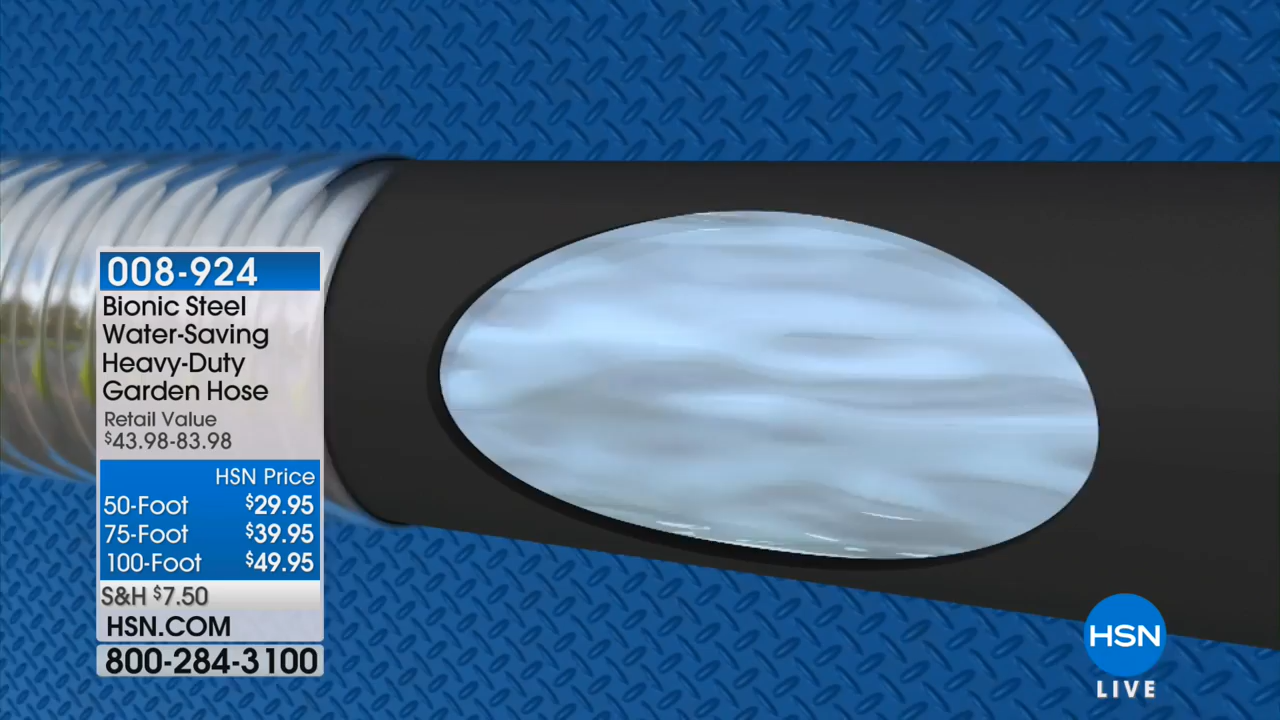 008-924
Bionic Steel
Water-Saving
Heavy-Duty
Garden Hose
Retail Value
$43.98-83.98
HSN Price
50-Foot $29.95
75-Foot $39.95
100-Foot $49.95
S&H $7.50
HSN.COM
800-284-3100
HSN
LIVE